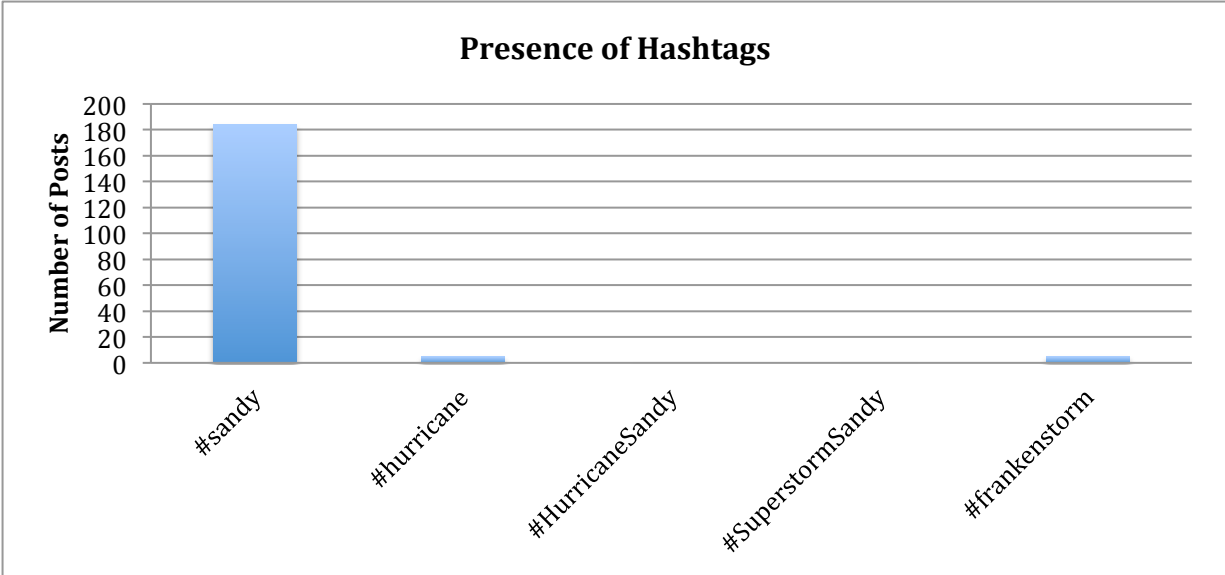 Presence of Hashtags
Number of Posts
200
180
160
140
120
100
80
60
40
20
0
#sandy
#hurricane
#HurricaneSandy
#SuperstormSandy
#frankenstorm